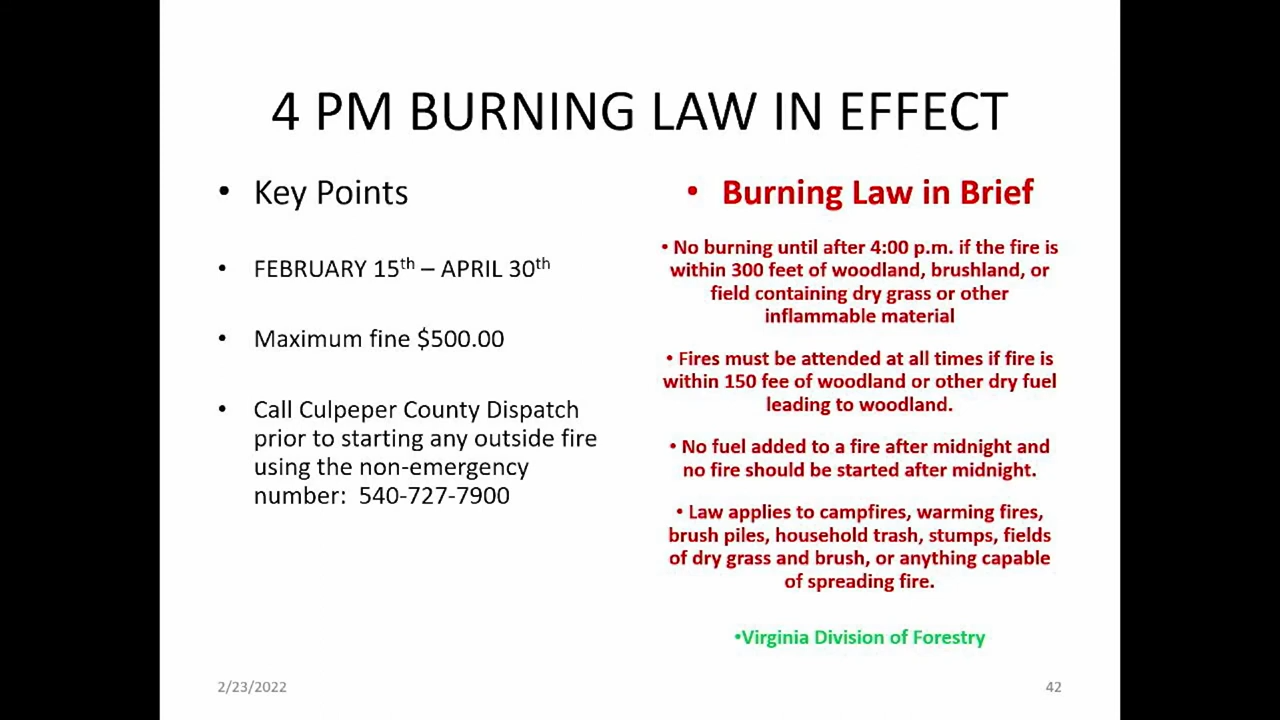 4 PM BURNING LAW IN EFFECT
• Key Points
• FEBRUARY 15th – APRIL 30th
• Maximum fine $500.00
• Call Culpeper County Dispatch
prior to starting any outside fire
using the non-emergency
number: 540-727-7900
• Burning Law in Brief
• No burning until after 4:00 p.m. if the fire is
within 300 feet of woodland, brushland, or
field containing dry grass or other
inflammable material
• Fires must be attended at all times if fire is
within 150 fee of woodland or other dry fuel
leading to woodland.
• No fuel added to a fire after midnight and
no fire should be started after midnight.
• Law applies to campfires, warming fires,
brush piles, household trash, stumps, fields
of dry grass and brush, or anything capable
of spreading fire.
•Virginia Division of Forestry
2/23/2022
42